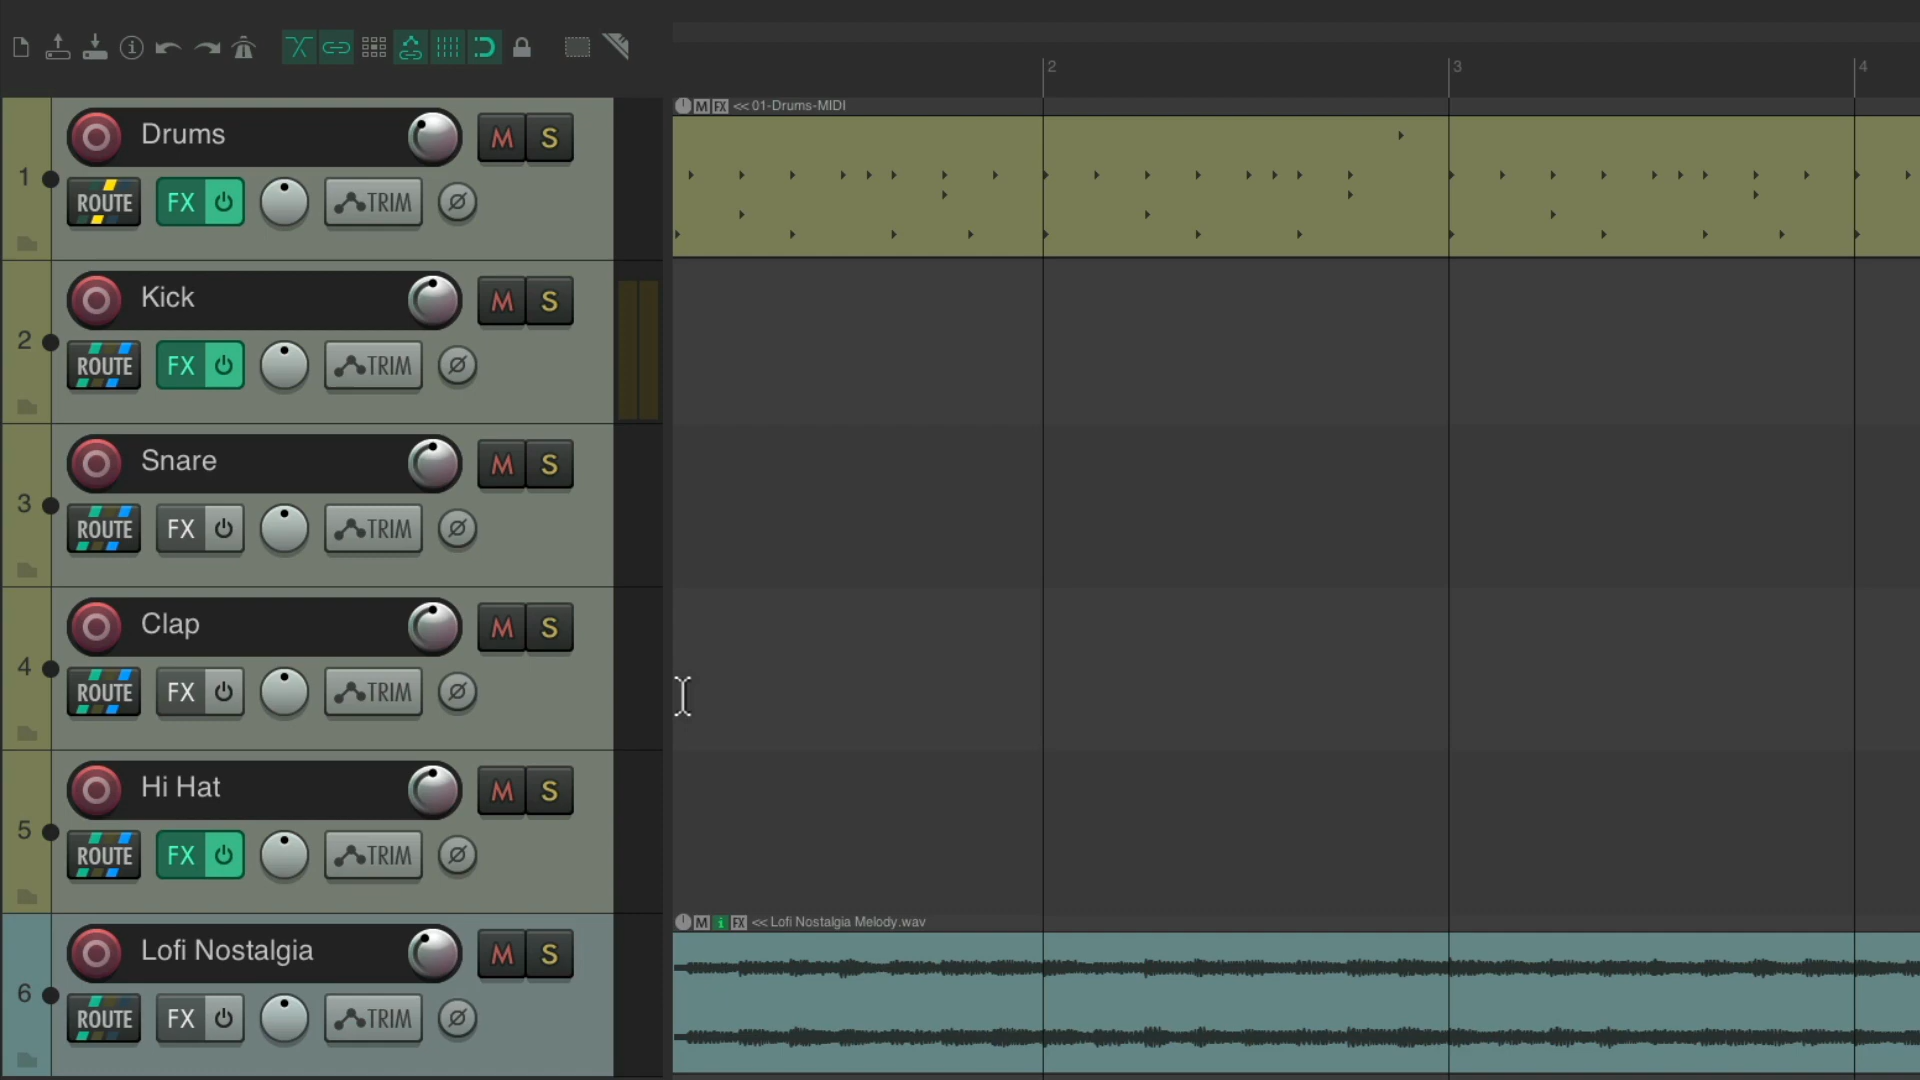 2
3
4
M FX << 01-Drums-MIDI
1
Drums
M S
ROUTE FX TRIM
2
Kick
M S
ROUTE FX TRIM
3
Snare
M S
ROUTE FX TRIM
4
Clap
M S
ROUTE FX TRIM
5
Hi Hat
M S
ROUTE FX TRIM
M i FX << Lofi Nostalgia Melody.wav
6
Lofi Nostalgia
M S
ROUTE FX TRIM